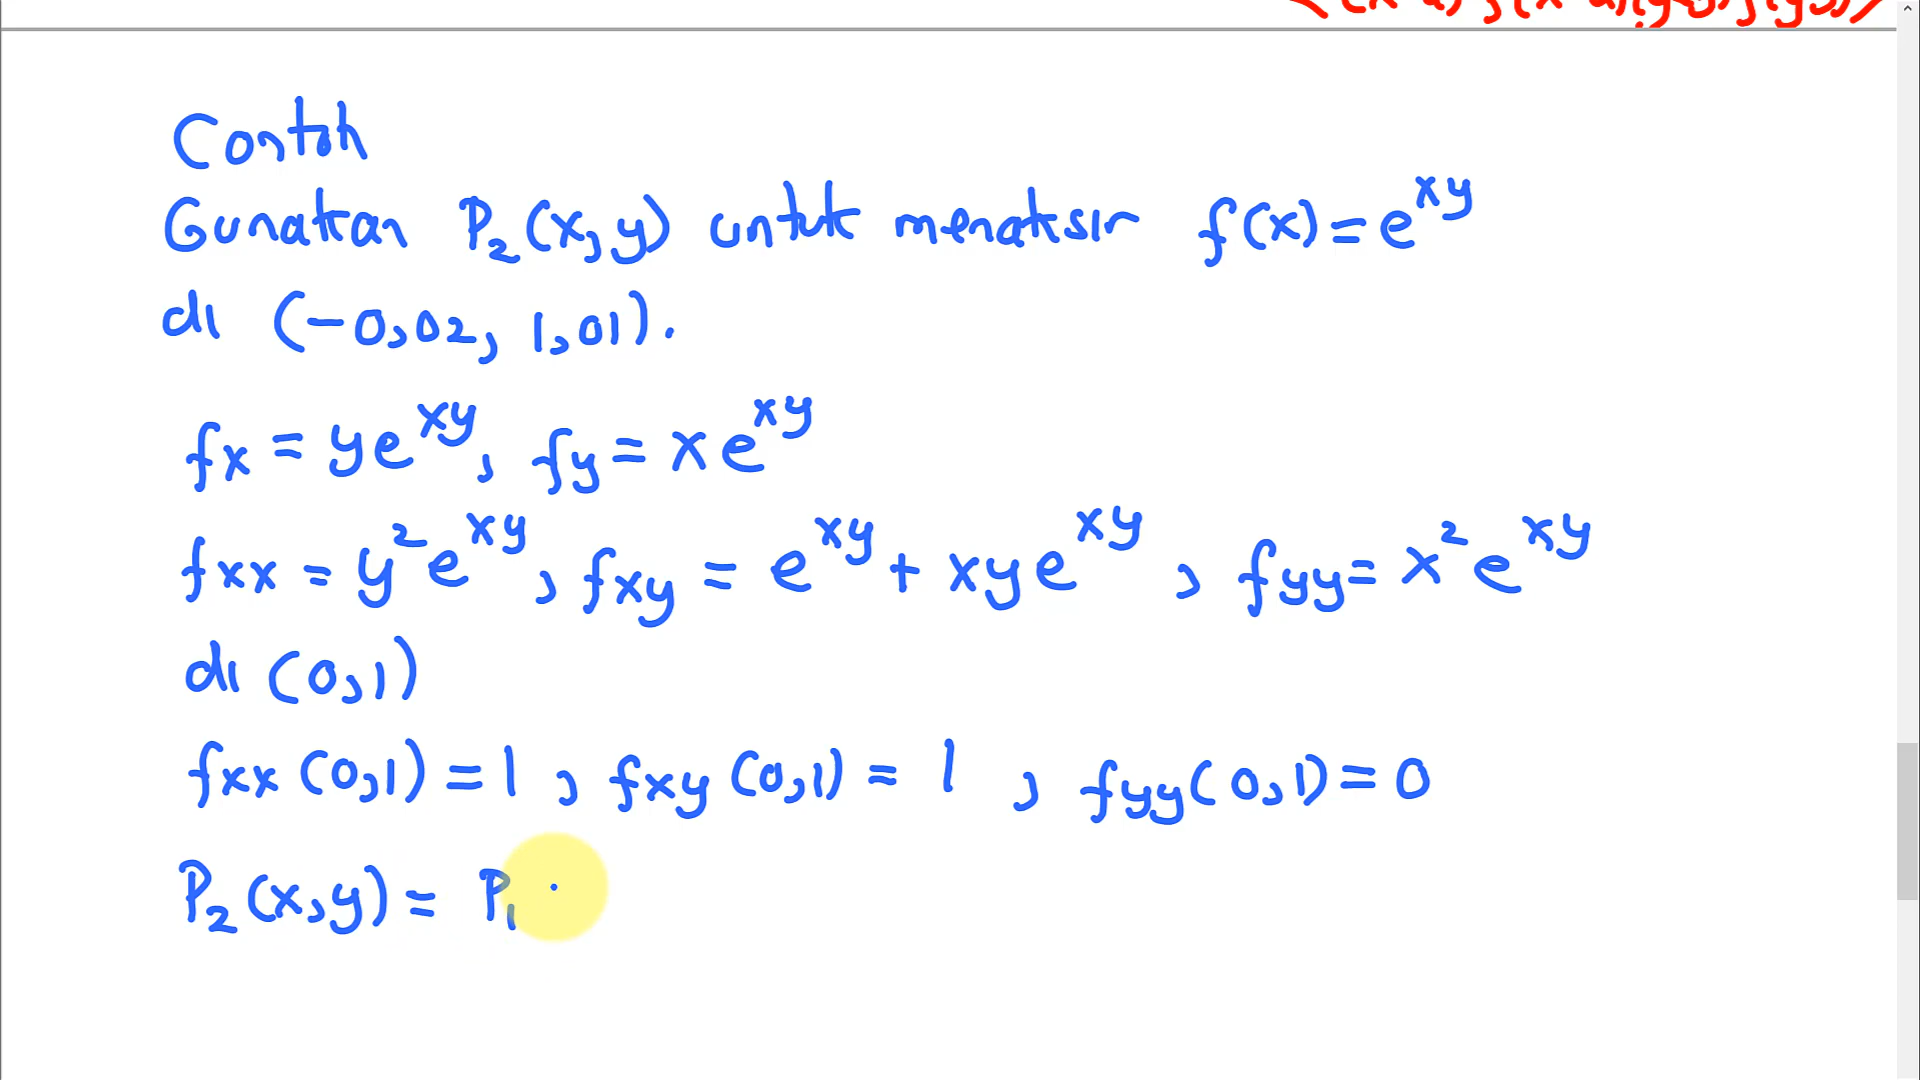 Contoh
Gunakan P₂(x,y) untuk menaksir f(x)=e^xy
di (-0,02, 1,01).
fx = ye^xy, fy = xe^xy
fxx = y²e^xy, fxy = e^xy + xye^xy, fyy = x²e^xy
di (0,1)
fxx(0,1)=1, fxy(0,1)= 1, fyy(0,1)=0
P₂(x,y) = P₁